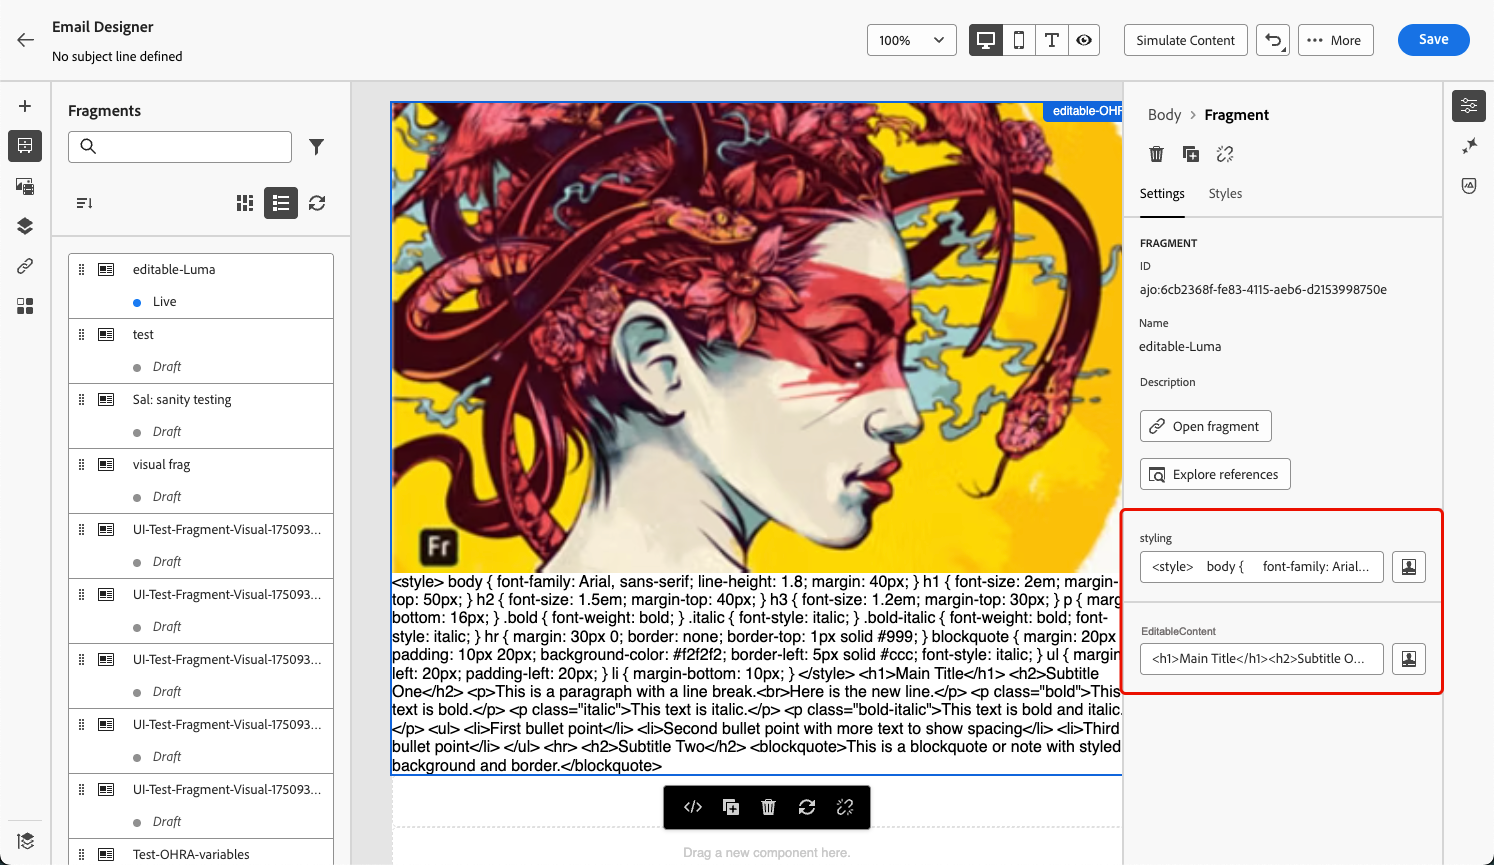 Email Designer
No subject line defined
100%
Simulate Content
More
Save
Fragments
editable-Luma
Live
test
Draft
Sal: sanity testing
Draft
visual frag
Draft
UI-Test-Fragment-Visual-175093...
Draft
UI-Test-Fragment-Visual-175093...
Draft
UI-Test-Fragment-Visual-175093...
Draft
UI-Test-Fragment-Visual-175093...
Draft
UI-Test-Fragment-Visual-175093...
Draft
Test-OHRA-variables
editable-OHR
Fr
<style> body { font-family: Arial, sans-serif; line-height: 1.8; margin: 40px; } h1 { font-size: 2em; margin-
top: 50px; } h2 { font-size: 1.5em; margin-top: 40px; } h3 { font-size: 1.2em; margin-top: 30px; } p { marg
bottom: 16px; } .bold { font-weight: bold; } .italic { font-style: italic; } .bold-italic { font-weight: bold; font-
style: italic; } hr { margin: 30px 0; border: none; border-top: 1px solid #999; } blockquote { margin: 20px
padding: 10px 20px; background-color: #f2f2f2; border-left: 5px solid #ccc; font-style: italic; } ul { margin
left: 20px; padding-left: 20px; } li { margin-bottom: 10px; } </style> <h1>Main Title</h1> <h2>Subtitle
One</h2> <p>This is a paragraph with a line break.<br>Here is the new line.</p> <p class="bold">This
text is bold.</p> <p class="italic">This text is italic.</p> <p class="bold-italic">This text is bold and italic.
</p> <ul> <li>First bullet point</li> <li>Second bullet point with more text to show spacing</li> <li>Third
bullet point</li> </ul> <hr> <h2>Subtitle Two</h2> <blockquote>This is a blockquote or note with styled
background and border.</blockquote>
Drag a new component here.
Body > Fragment
Settings Styles
FRAGMENT
ID
ajo:6cb2368f-fe83-4115-aeb6-d2153998750e
Name
editable-Luma
Description
Open fragment
Explore references
styling
<style> body { font-family: Arial...
EditableContent
<h1>Main Title</h1><h2>Subtitle O...